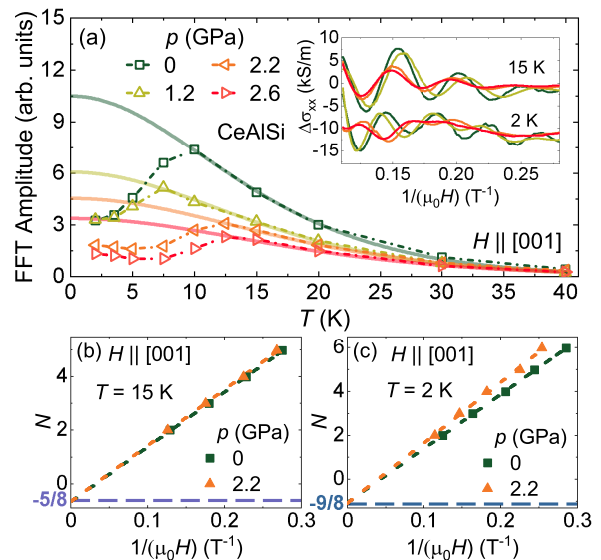 (a)
p (GPa)
0
2.2
1.2
2.6
CeAlSi
H || [001]
FFT Amplitude (arb. units)
15
12
9
6
3
0
0
5
10
15
20
25
30
35
40
T (K)
Δσxx (kS/m)
10
5
0
-5
-10
-15
15 K
2 K
0.15
0.20
0.25
1/(μ0H) (T⁻¹)
(b)
H || [001]
T = 15 K
p (GPa)
0
2.2
N
4
2
0
-5/8
0
0.1
0.2
0.3
1/(μ0H) (T⁻¹)
(c)
H || [001]
T = 2 K
p (GPa)
0
2.2
N
6
4
2
0
-9/8
0
0.1
0.2
0.3
1/(μ0H) (T⁻¹)